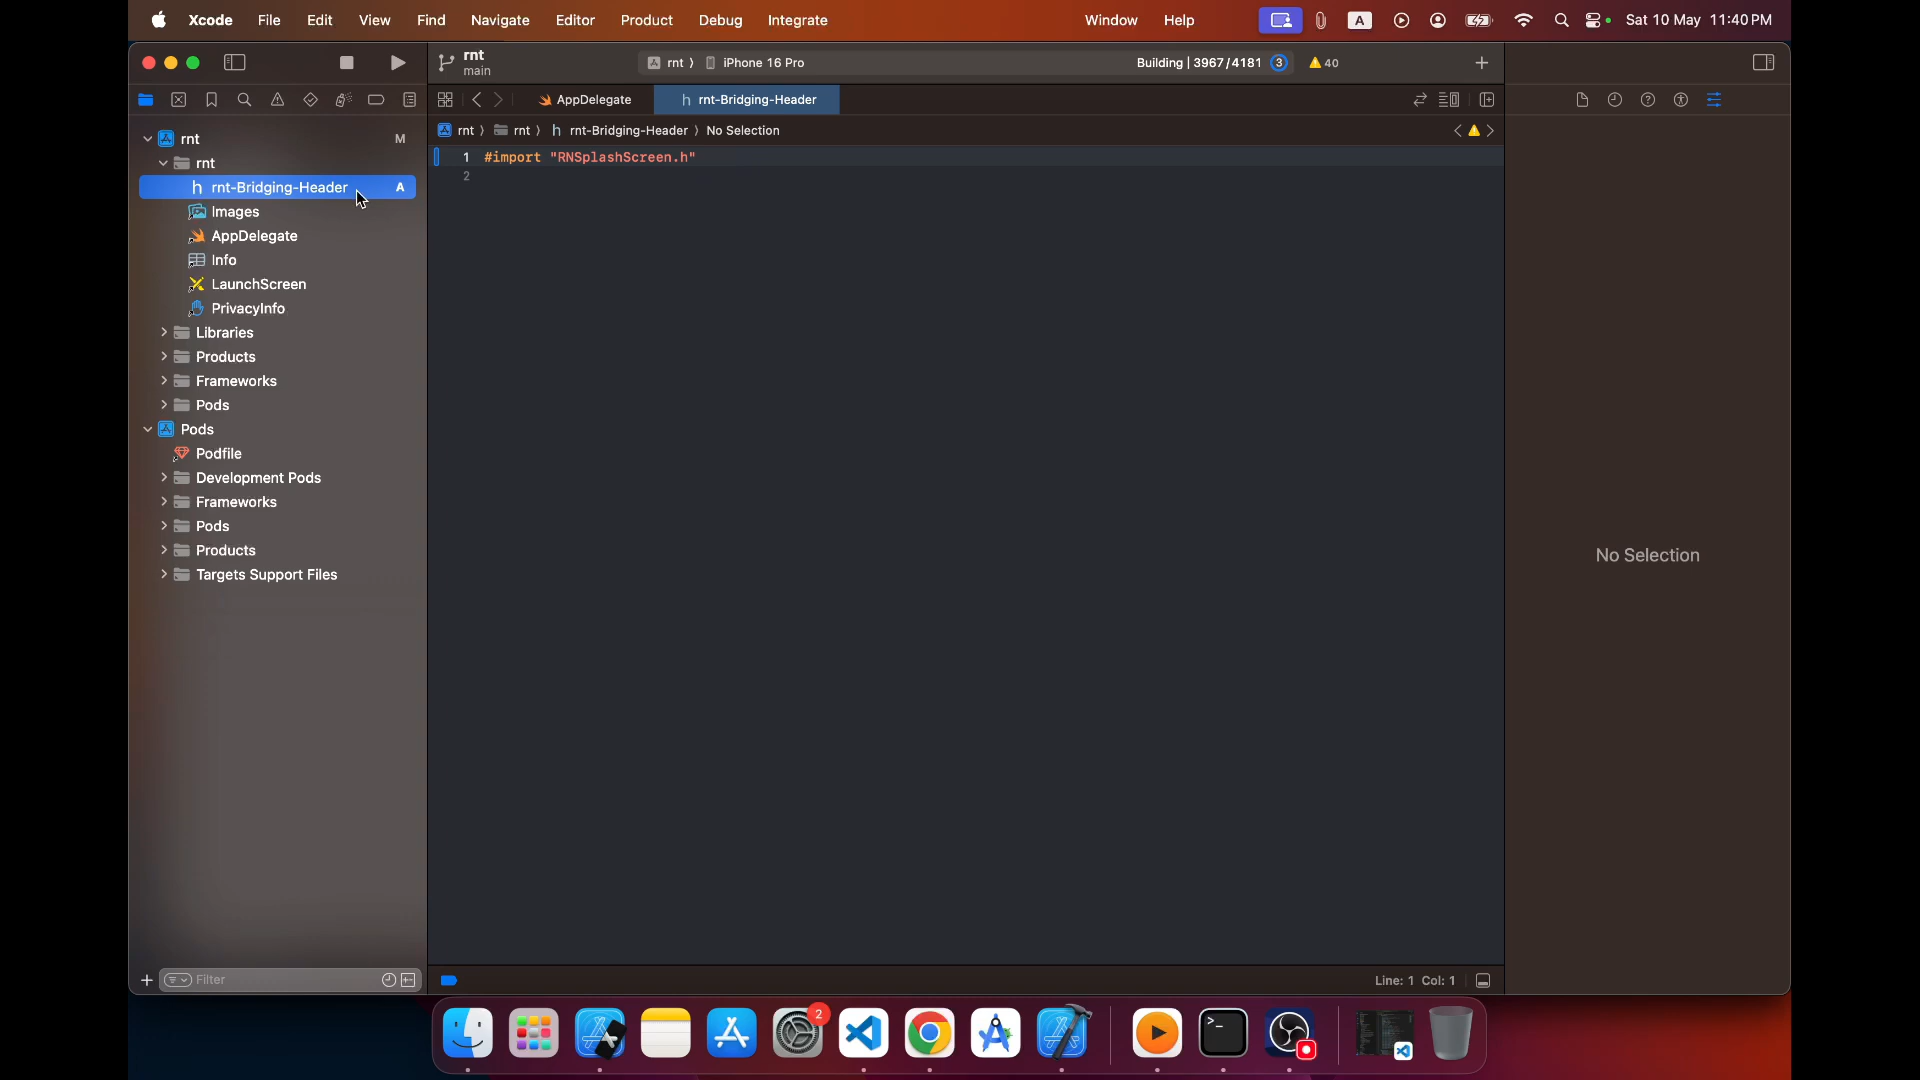 Xcode File Edit View Find Navigate Editor Product Debug Integrate Window Help A Sat 10 May 11:40 PM
rnt
main
rnt iPhone 16 Pro Building | 3967/4181 3 40
AppDelegate rnt-Bridging-Header
rnt rnt h rnt-Bridging-Header No Selection
rnt M
rnt
h rnt-Bridging-Header A
Images
AppDelegate
Info
LaunchScreen
PrivacyInfo
Libraries
Products
Frameworks
Pods
Pods
Podfile
Development Pods
Frameworks
Pods
Products
Targets Support Files
1 #import "RNSplashScreen.h"
2
No Selection
Filter
Line: 1 Col: 1
2